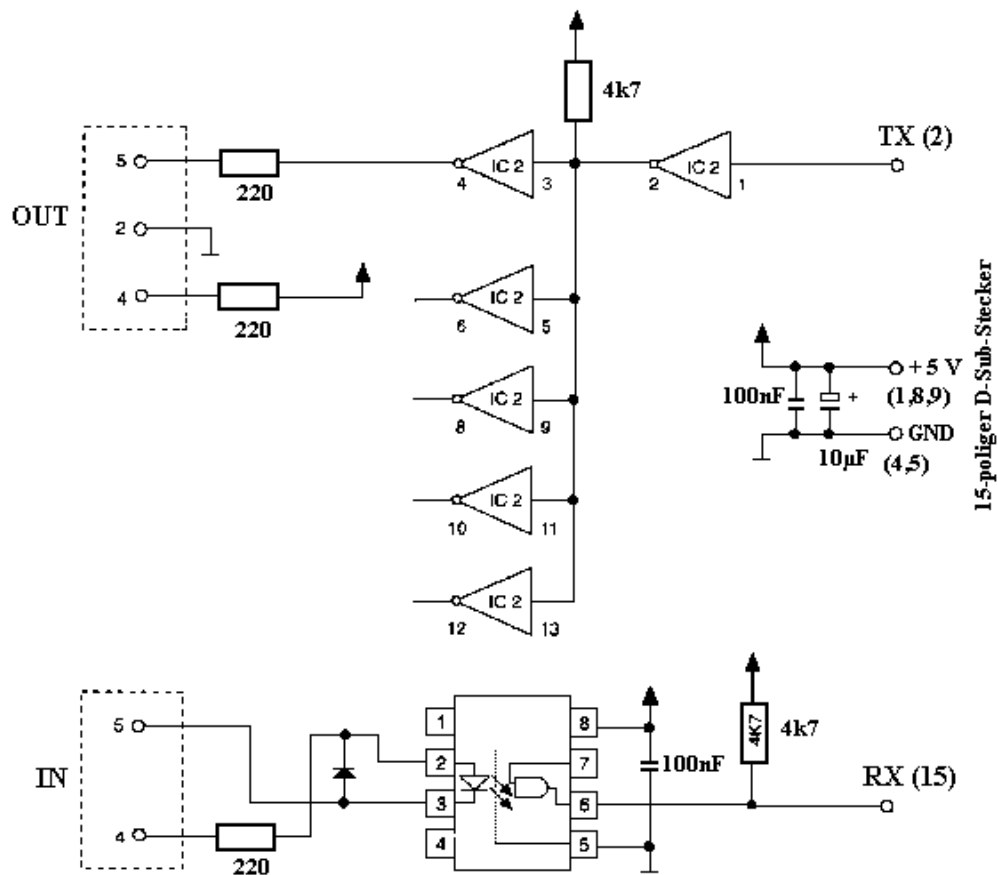 4k7
TX (2)
5
220
IC 2
4
3
IC 2
2
1
OUT
2
4
220
IC 2
6
5
IC 2
8
9
IC 2
10
11
IC 2
12
13
+ 5 V
(1,8,9)
100nF
+
GND
(4,5)
10µF
15-poliger D-Sub-Stecker
IN
5
4
220
1
2
3
4
8
7
6
5
100nF
4K7
4k7
RX (15)